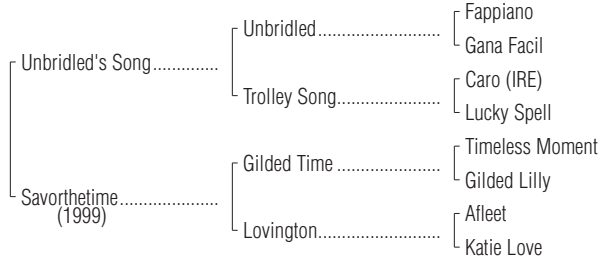 Fappiano
Unbridled........................
Gana Facil
Unbridled's Song..............
Caro (IRE)
Trolley Song....................
Lucky Spell
Timeless Moment
Gilded Time ....................
Gilded Lilly
Savorthetime...................
(1999)
Afleet
Lovington........................
Katie Love